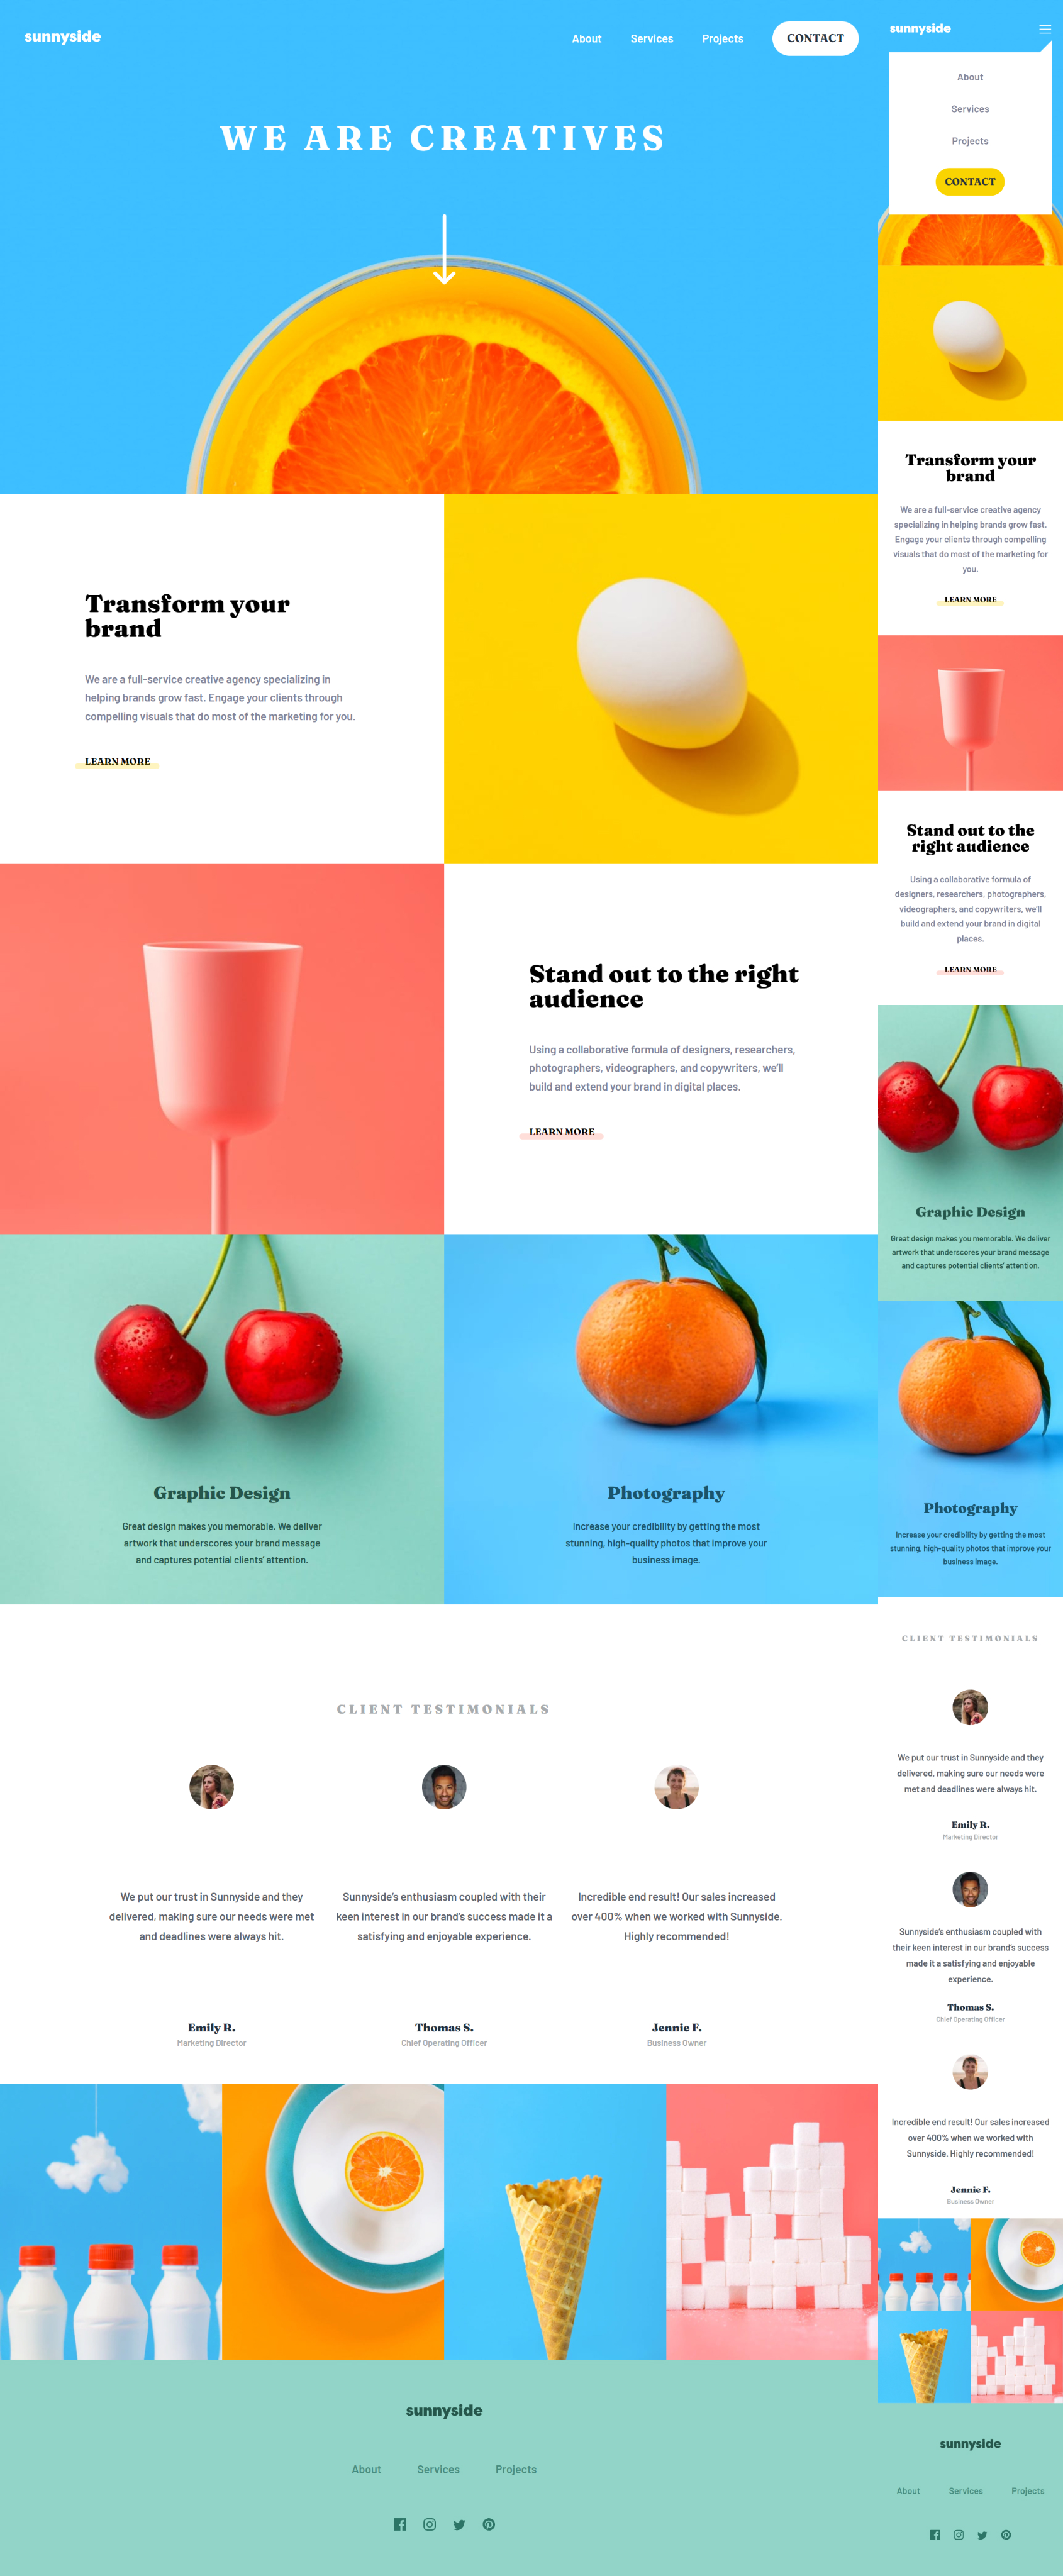 sunnyside
About
Services
Projects
CONTACT
WE ARE CREATIVES
Transform your
brand
We are a full-service creative agency specializing in
helping brands grow fast. Engage your clients through
compelling visuals that do most of the marketing for you.
LEARN MORE
Stand out to the right
audience
Using a collaborative formula of designers, researchers,
photographers, videographers, and copywriters, we'll
build and extend your brand in digital places.
LEARN MORE
Graphic Design
Great design makes you memorable. We deliver
artwork that underscores your brand message
and captures potential clients' attention.
Photography
Increase your credibility by getting the most
stunning, high-quality photos that improve your
business image.
CLIENT TESTIMONIALS
We put our trust in Sunnyside and they
delivered, making sure our needs were met
and deadlines were always hit.
Emily R.
Marketing Director
Sunnyside's enthusiasm coupled with their
keen interest in our brand's success made it a
satisfying and enjoyable experience.
Thomas S.
Chief Operating Officer
Incredible end result! Our sales increased
over 400% when we worked with Sunnyside.
Highly recommended!
Jennie F.
Business Owner
sunnyside
About
Services
Projects
sunnyside
About
Services
Projects
CONTACT
Transform your
brand
We are a full-service creative agency
specializing in helping brands grow fast.
Engage your clients through compelling
visuals that do most of the marketing for
you.
LEARN MORE
Stand out to the
right audience
Using a collaborative formula of
designers, researchers, photographers,
videographers, and copywriters, we'll
build and extend your brand in digital
places.
LEARN MORE
Graphic Design
Great design makes you memorable. We deliver
artwork that underscores your brand message
and captures potential clients' attention.
Photography
Increase your credibility by getting the most
stunning, high-quality photos that improve your
business image.
CLIENT TESTIMONIALS
We put our trust in Sunnyside and they
delivered, making sure our needs were
met and deadlines were always hit.
Emily R.
Marketing Director
Sunnyside's enthusiasm coupled with
their keen interest in our brand's success
made it a satisfying and enjoyable
experience.
Thomas S.
Chief Operating Officer
Incredible end result! Our sales increased
over 400% when we worked with
Sunnyside. Highly recommended!
Jennie F.
Business Owner
sunnyside
About
Services
Projects